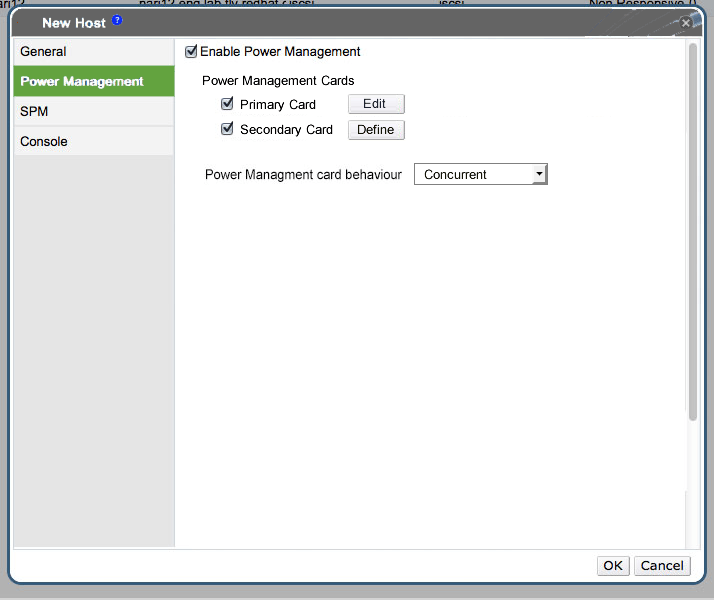 New Host ?
General
Power Management
SPM
Console
Enable Power Management
Power Management Cards
Primary Card Edit
Secondary Card Define
Power Managment card behaviour Concurrent
OK Cancel